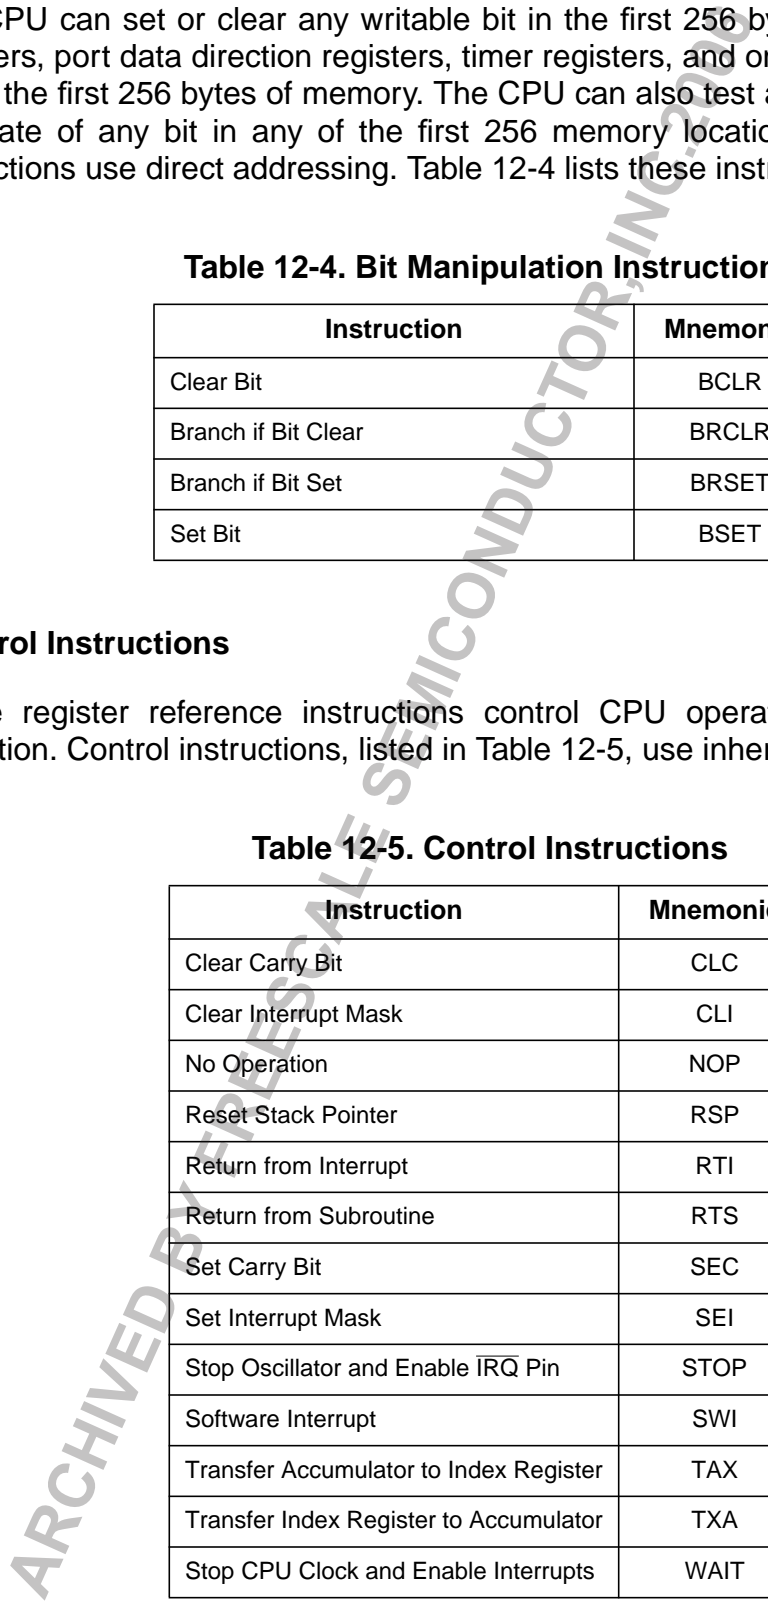 CPU can set or clear any writable bit in the first 256 by
ers, port data direction registers, timer registers, and on
the first 256 bytes of memory. The CPU can also test a
ate of any bit in any of the first 256 memory locatio
ctions use direct addressing. Table 12-4 lists these instr
Table 12-4. Bit Manipulation Instruction
Instruction Mnemon
Clear Bit BCLR
Branch if Bit Clear BRCLR
Branch if Bit Set BRSET
Set Bit BSET
rol Instructions
e register reference instructions control CPU operat
tion. Control instructions, listed in Table 12-5, use inher
Table 12-5. Control Instructions
Instruction Mnemonic
Clear Carry Bit CLC
Clear Interrupt Mask CLI
No Operation NOP
Reset Stack Pointer RSP
Return from Interrupt RTI
Return from Subroutine RTS
Set Carry Bit SEC
Set Interrupt Mask SEI
Stop Oscillator and Enable IRQ Pin STOP
Software Interrupt SWI
Transfer Accumulator to Index Register TAX
Transfer Index Register to Accumulator TXA
Stop CPU Clock and Enable Interrupts WAIT
ARCHIVED BY FREESCALE SEMICONDUCTOR, INC.2006